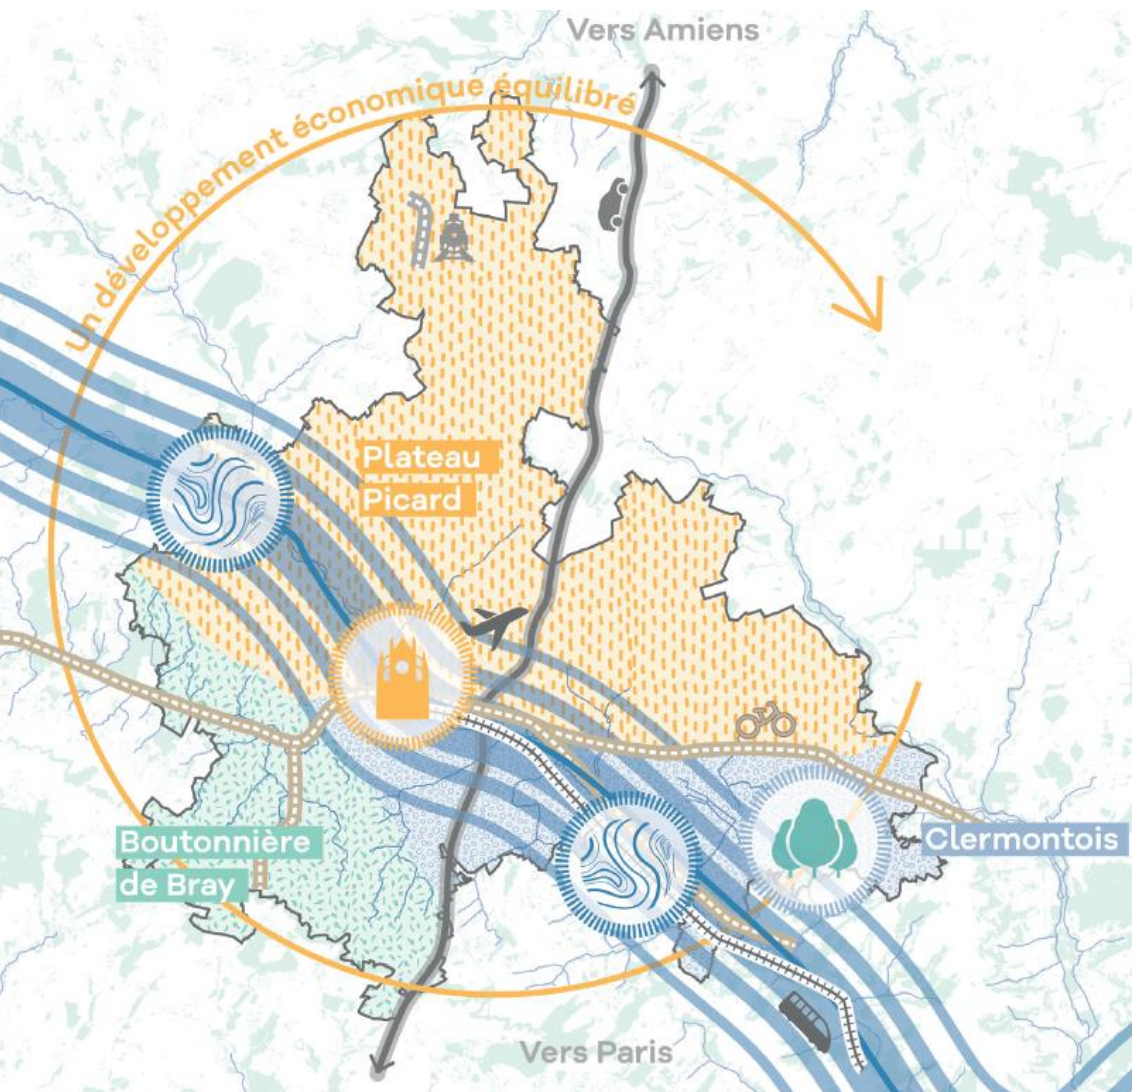 Vers Amiens
Un développement économique équilibré
Plateau
Picard
Boutonnière
de Bray
Clermontois
Vers Paris